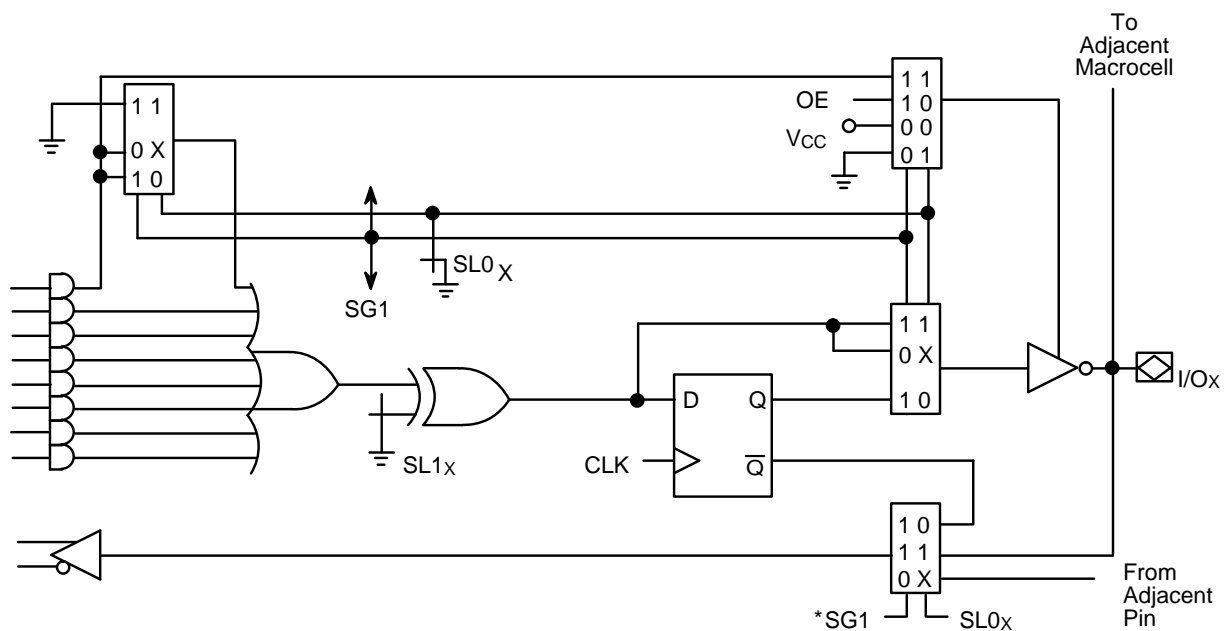 To
Adjacent
Macrocell
1 1
OE
1 0
VCC
0 0
0 1
1 1
0 X
1 0
SG1
SL0X
1 1
0 X
1 0
I/OX
D Q
CLK
Q̅
SL1X
1 0
1 1
0 X
From
Adjacent
Pin
*SG1
SL0X